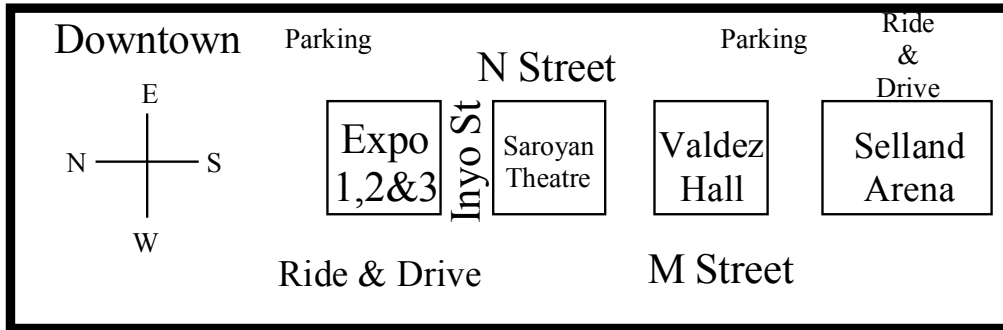 Downtown
Parking
Parking
Ride
&
Drive
N Street
E
N
S
W
Expo
1,2&3
Inyo St
Saroyan
Theatre
Valdez
Hall
Selland
Arena
Ride & Drive
M Street